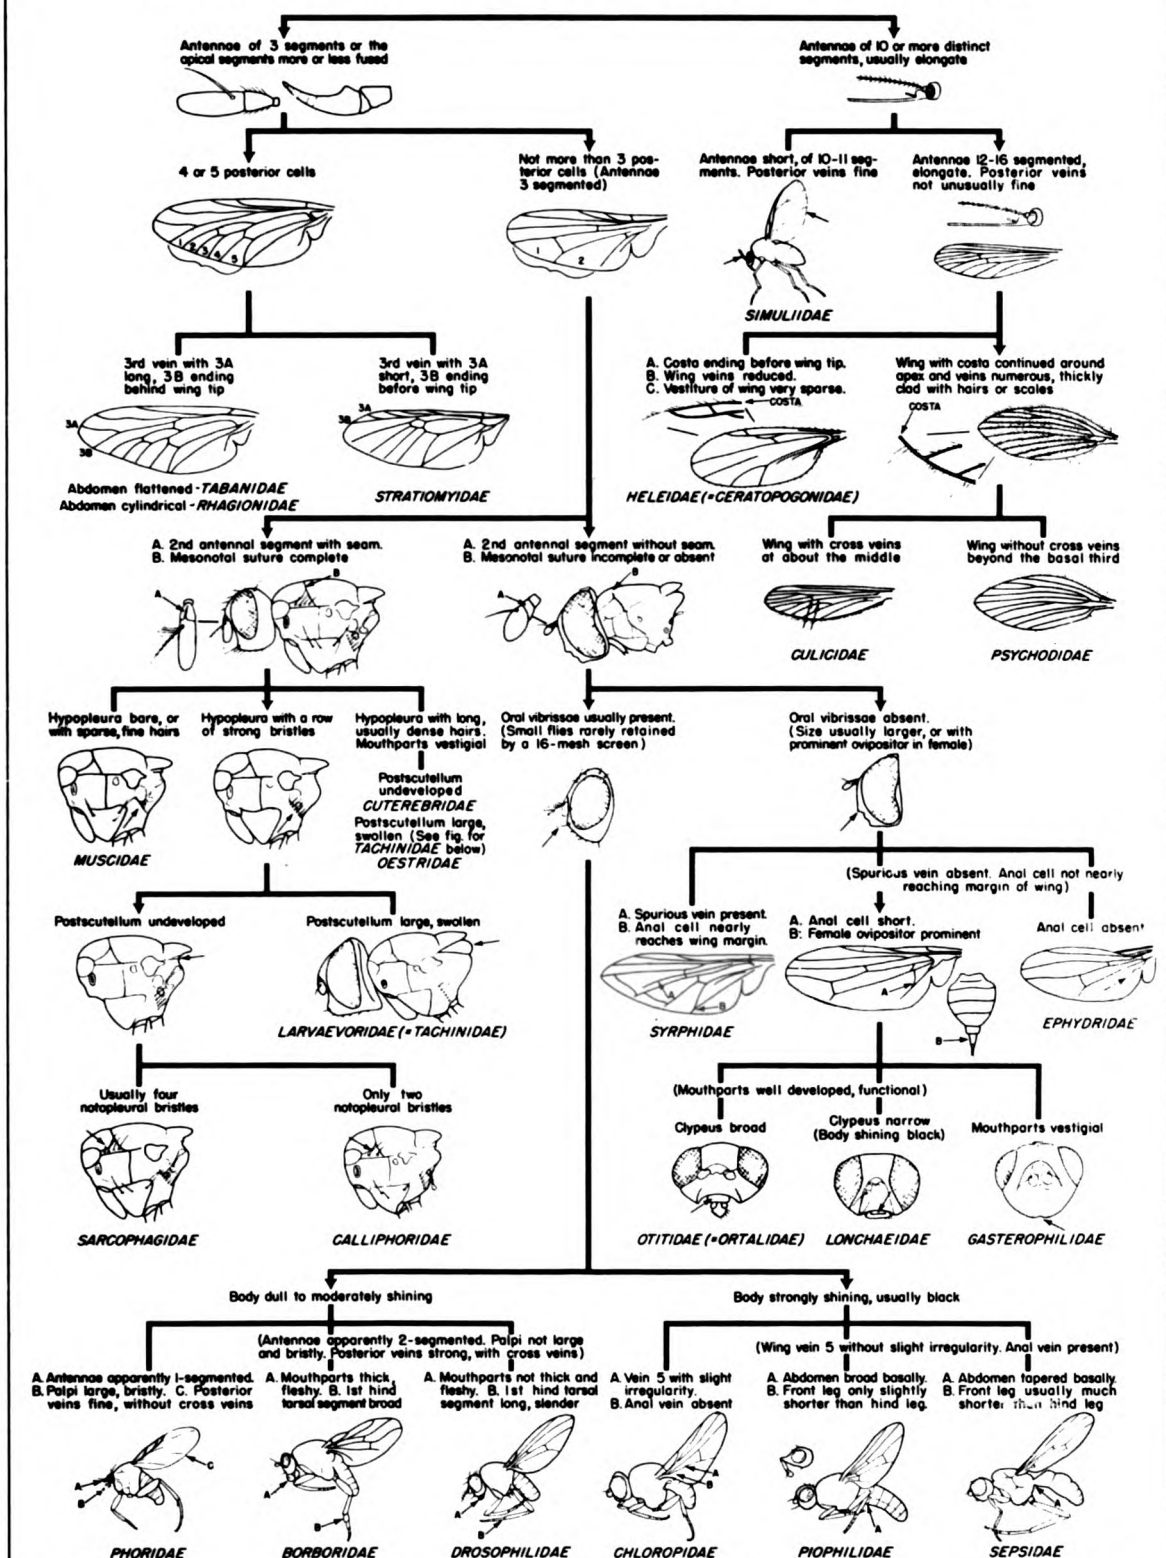 Antennae of 3 segments or the
apical segments more or less fused
Antennae of 10 or more distinct
segments, usually elongate
4 or 5 posterior cells
Not more than 3 pos-
terior cells (Antennae
3 segmented)
Antennae short, of 10-11 seg-
ments. Posterior veins fine
Antennae 12-16 segmented,
elongate. Posterior veins
not unusually fine
1 2 3 4 5
1 2
SIMULIIDAE
3rd vein with 3A
long, 3B ending
behind wing tip
3rd vein with 3A
short, 3B ending
before wing tip
A. Costa ending before wing tip.
B. Wing veins reduced.
C. Vestiture of wing very sparse.
Wing with costa continued around
apex and veins numerous, thickly
clad with hairs or scales
COSTA
COSTA
3A
3B
3A
3B
Abdomen flattened - TABANIDAE
Abdomen cylindrical - RHAGIONIDAE
STRATIOMYIDAE
HELEIDAE (=CERATOPOGONIDAE)
A. 2nd antennal segment with seam.
B. Mesonotal suture complete
A. 2nd antennal segment without seam.
B. Mesonotal suture incomplete or absent
Wing with cross veins
at about the middle
Wing without cross veins
beyond the basal third
A B
A B
CULICIDAE
PSYCHODIDAE
Hypopleura bare, or
with sparse, fine hairs
Hypopleura with a row
of strong bristles
Hypopleura with long,
usually dense hairs.
Mouthparts vestigial
Oral vibrissae usually present.
(Small flies rarely retained
by a 16-mesh screen)
Oral vibrissae absent.
(Size usually larger, or with
prominent ovipositor in female)
Postscutellum
undeveloped
CUTEREBRIDAE
Postscutellum large,
swollen (See fig. for
TACHINIDAE below)
OESTRIDAE
MUSCIDAE
(Spurious vein absent. Anal cell not nearly
reaching margin of wing)
Postscutellum undeveloped
Postscutellum large, swollen
A. Spurious vein present.
B. Anal cell nearly
reaches wing margin.
A. Anal cell short.
B: Female ovipositor prominent
Anal cell absent
A B
A
B
LARVAEVORIDAE (=TACHINIDAE)
SYRPHIDAE
EPHYDRIDAE
Usually four
notopleural bristles
Only two
notopleural bristles
(Mouthparts well developed, functional)
Clypeus broad
Clypeus narrow
(Body shining black)
Mouthparts vestigial
SARCOPHAGIDAE
CALLIPHORIDAE
OTITIDAE (=ORTALIDAE)
LONCHAEIDAE
GASTEROPHILIDAE
Body dull to moderately shining
Body strongly shining, usually black
(Antennae apparently 2-segmented. Palpi not large
and bristly. Posterior veins strong, with cross veins)
(Wing vein 5 without slight irregularity. Anal vein present)
A. Antennae apparently 1-segmented.
B. Palpi large, bristly. C. Posterior
veins fine, without cross veins
A. Mouthparts thick,
fleshy. B. 1st hind
tarsal segment broad
A. Mouthparts not thick and
fleshy. B. 1st hind tarsal
segment long, slender
A. Vein 5 with slight
irregularity.
B. Anal vein absent
A. Abdomen broad basally.
B. Front leg only slightly
shorter than hind leg.
A. Abdomen tapered basally.
B. Front leg usually much
shorter than hind leg
A B C
A B
A B
A B
A
A
PHORIDAE
BORBORIDAE
DROSOPHILIDAE
CHLOROPIDAE
PIOPHILIDAE
SEPSIDAE